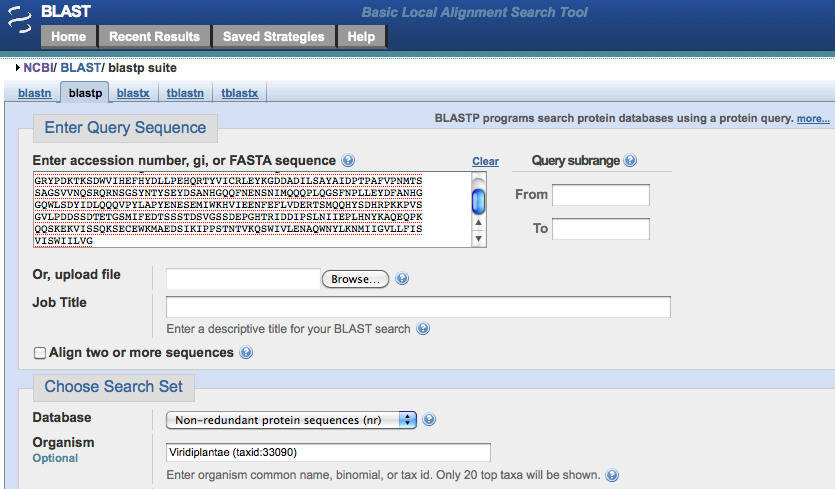 BLAST
Basic Local Alignment Search Tool
Home Recent Results Saved Strategies Help
NCBI/ BLAST/ blastp suite
blastn blastp blastx tblastn tblastx
BLASTP programs search protein databases using a protein query. more...
Enter Query Sequence
Enter accession number, gi, or FASTA sequence Clear Query subrange
GRYPDKTKSDWVIHEFHYDLLPEHQRTYVICRLEYKGDDADILSAYAIDPTPAFVPNMTS
SAGSVVNQSRQRNSGSYNTYSEYDSANHGQQFNENSNIMQQQPLQGSFNPLLEYDFANHG
GQWLSDYIDLQQQVPYLAPYENESEMIWKHVIEENFEFLVDERTSMQQHYSDHRPKKPVS
GVLPDDSSDTETGSMIFEDTSSSTDSVGSSDEPGHTRIDDIPSLNIIEPLHNYKAQEQPK
QQSKEKVISSQKSECEWKMAEDSIKIPPSTNTVKQSWIVLENAQWNYLKNMIIGVLLFIS
VISWIILVG
From
To
Or, upload file Browse...
Job Title
Enter a descriptive title for your BLAST search
Align two or more sequences
Choose Search Set
Database Non-redundant protein sequences (nr)
Organism
Optional
Viridiplantae (taxid:33090)
Enter organism common name, binomial, or tax id. Only 20 top taxa will be shown.